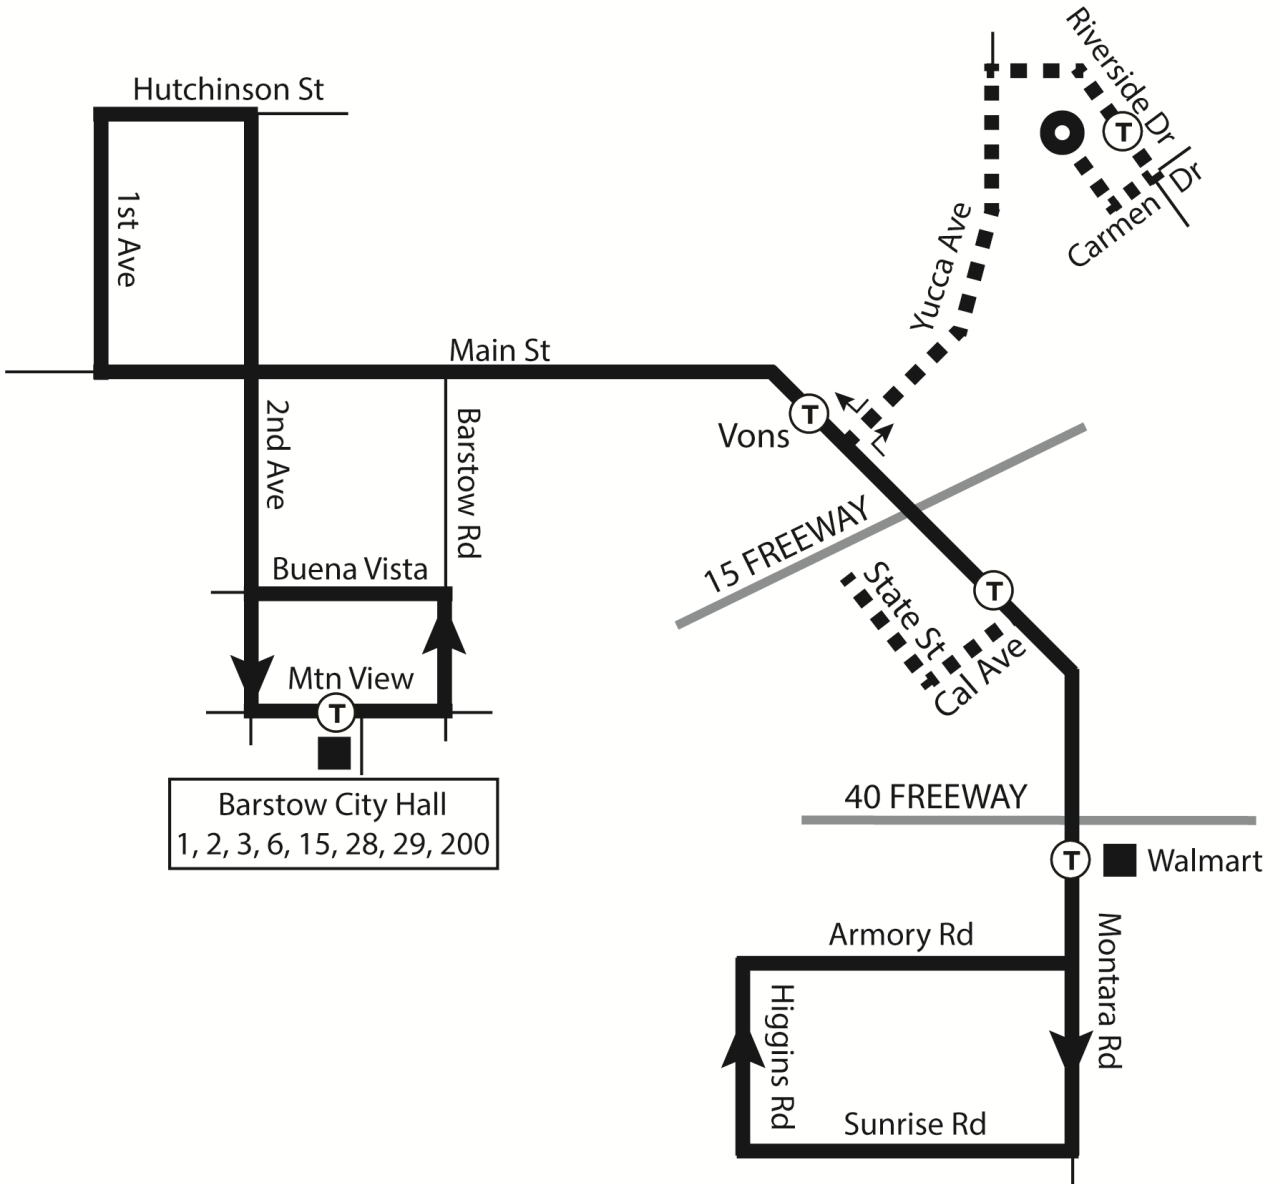 Hutchinson St
Riverside Dr
T
1st Ave
Carmen Dr
Yucca Ave
Main St
2nd Ave
Barstow Rd
T
L
L
Vons
15 FREEWAY
Buena Vista
T
State St
Cal Ave
Mtn View
T
Barstow City Hall
1, 2, 3, 6, 15, 28, 29, 200
40 FREEWAY
T
Walmart
Armory Rd
Montara Rd
Higgins Rd
Sunrise Rd